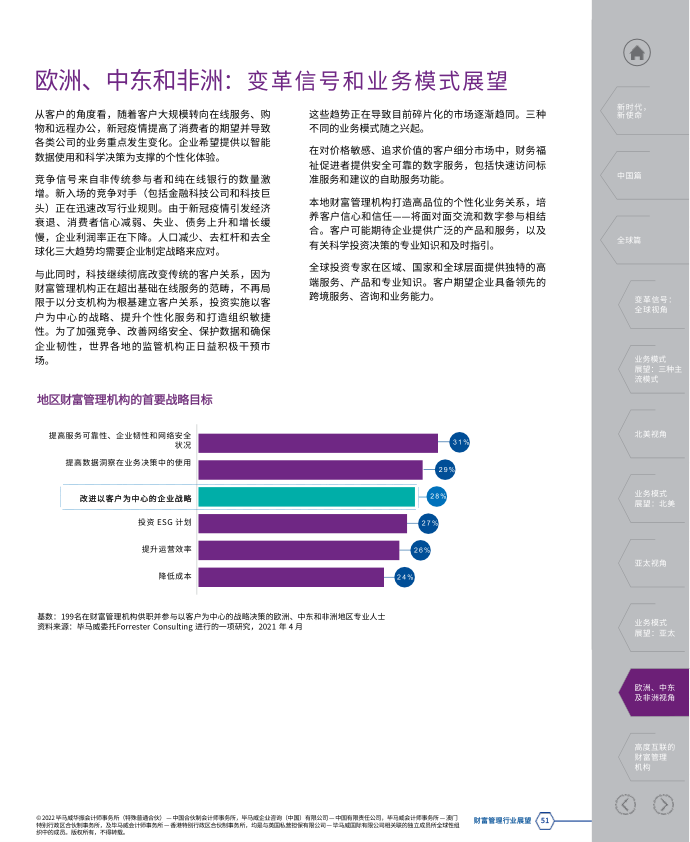 欧洲、中东和非洲：变革信号和业务模式展望
从客户的角度看，随着客户大规模转向在线服务、购
物和远程办公，新冠疫情提高了消费者的期望并导致
各类公司的业务重点发生变化。企业希望提供以智能
数据使用和科学决策为支撑的个性化体验。
竞争信号来自非传统参与者和纯在线银行的数量激
增。新入场的竞争对手（包括金融科技公司和科技巨
头）正在迅速改写行业规则。由于新冠疫情引发经济
衰退、消费者信心减弱、失业、债务上升和增长缓
慢，企业利润率正在下降。人口减少、去杠杆和去全
球化三大趋势均需要企业制定战略来应对。
与此同时，科技继续彻底改变传统的客户关系，因为
财富管理机构正在超出基础在线服务的范畴，不再局
限于以分支机构为根基建立客户关系，投资实施以客
户为中心的战略、提升个性化服务和打造组织敏捷
性。为了加强竞争、改善网络安全、保护数据和确保
企业韧性，世界各地的监管机构正日益积极干预市
场。
这些趋势正在导致目前碎片化的市场逐渐趋同。三种
不同的业务模式随之兴起。
在对价格敏感、追求价值的客户细分市场中，财务福
祉促进者提供安全可靠的数字服务，包括快速访问标
准服务和建议的自助服务功能。
本地财富管理机构打造高品位的个性化业务关系，培
养客户信心和信任——将面对面交流和数字参与相结
合。客户可能期待企业提供广泛的产品和服务，以及
有关科学投资决策的专业知识和及时指引。
全球投资专家在区域、国家和全球层面提供独特的高
端服务、产品和专业知识。客户期望企业具备领先的
跨境服务、咨询和业务能力。
地区财富管理机构的首要战略目标
提高服务可靠性、企业韧性和网络安全
状况
31%
提高数据洞察在业务决策中的使用
29%
改进以客户为中心的企业战略
28%
投资 ESG 计划
27%
提升运营效率
26%
降低成本
24%
基数：199名在财富管理机构供职并参与以客户为中心的战略决策的欧洲、中东和非洲地区专业人士
资料来源：毕马威委托Forrester Consulting 进行的一项研究，2021 年 4 月
新时代，
新使命
中国篇
全球篇
变革信号：
全球视角
业务模式
展望：三种主
流模式
北美视角
业务模式
展望：北美
亚太视角
业务模式
展望：亚太
欧洲、中东
及非洲视角
高度互联的
财富管理
机构
© 2022 毕马威华振会计师事务所（特殊普通合伙） — 中国合伙制会计师事务所，毕马威企业咨询（中国）有限公司 — 中国有限责任公司，毕马威会计师事务所 — 澳门
特别行政区合伙制事务所，及毕马威会计师事务所 — 香港特别行政区合伙制事务所，均是与英国私营担保有限公司 — 毕马威国际有限公司相关联的独立成员所全球性组
织中的成员。版权所有，不得转载。
财富管理行业展望 51